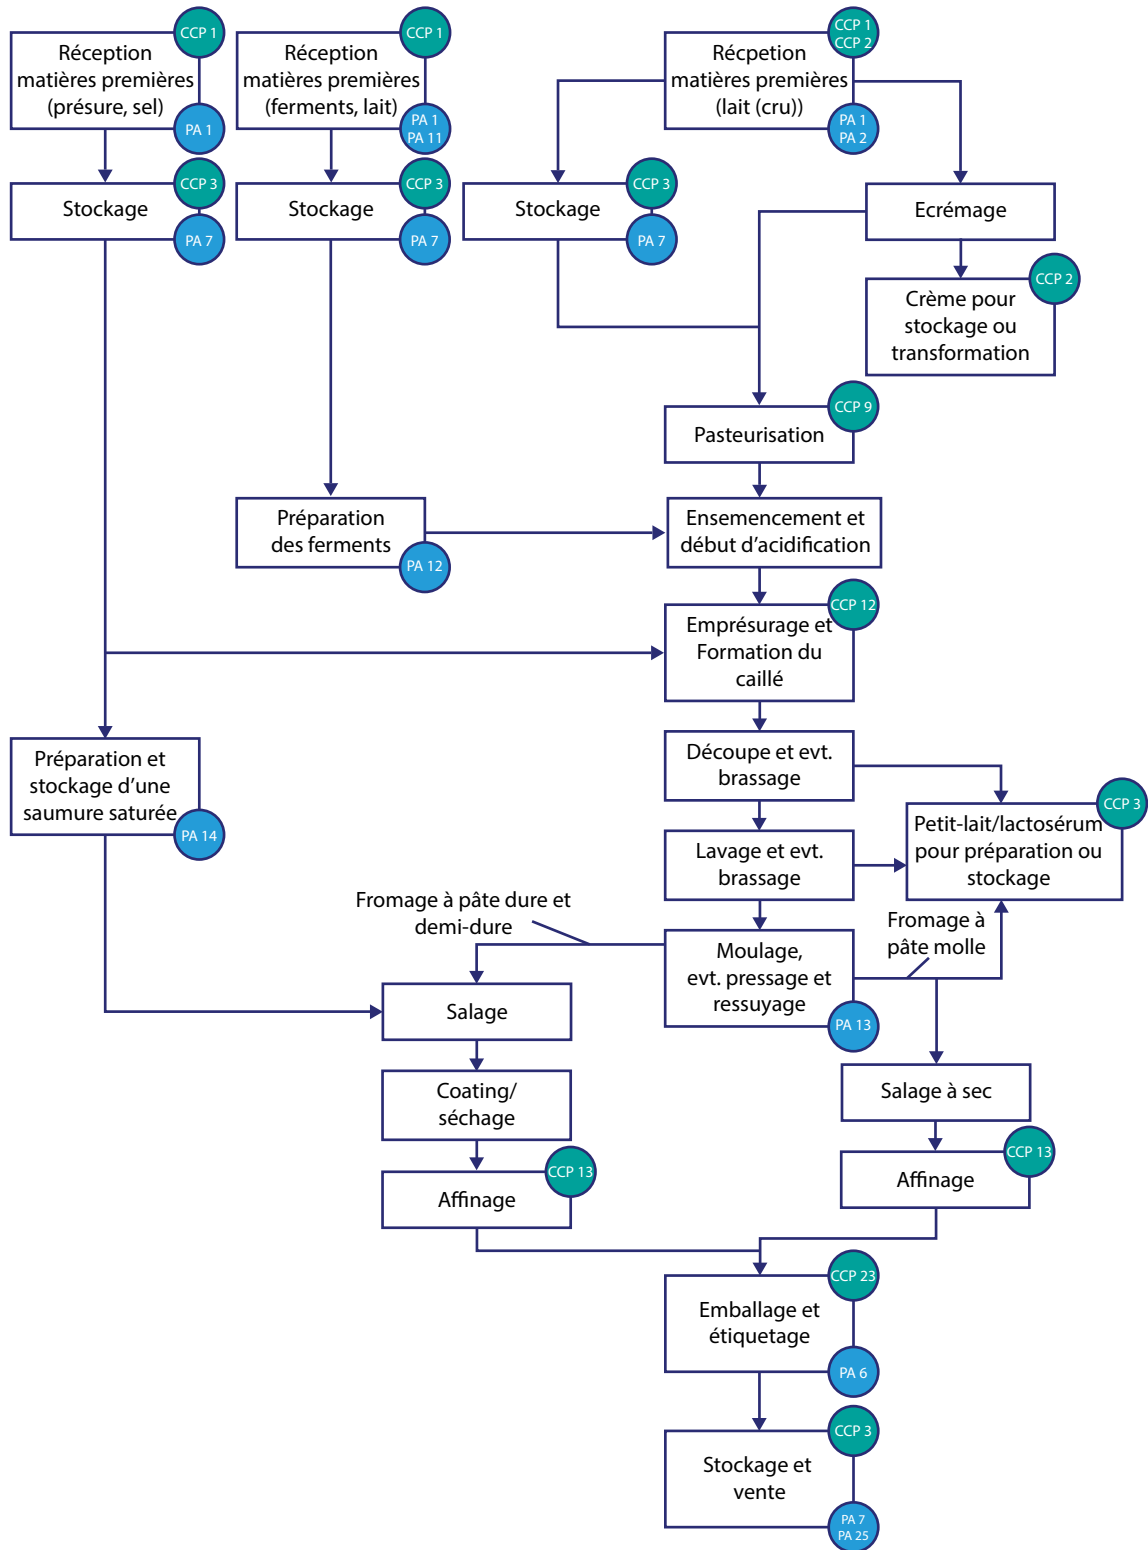 CCP 1
Réception
matières premières
(présure, sel)
PA 1
CCP 1
Réception
matières premières
(ferments, lait)
PA 1
PA 11
CCP 1
CCP 2
Récpetion
matières premières
(lait (cru))
PA 1
PA 2
CCP 3
Stockage
PA 7
CCP 3
Stockage
PA 7
CCP 3
Stockage
PA 7
Ecrémage
CCP 2
Crème pour
stockage ou
transformation
CCP 9
Pasteurisation
Préparation
des ferments
PA 12
Ensemencement et
début d'acidification
CCP 12
Emprésurage et
Formation du
caillé
Préparation et
stockage d'une
saumure saturée
PA 14
Découpe et evt.
brassage
CCP 3
Petit-lait/lactosérum
pour préparation ou
stockage
Lavage et evt.
brassage
Fromage à pâte dure et
demi-dure
Fromage à
pâte molle
Moulage,
evt. pressage et
ressuyage
PA 13
Salage
Coating/
séchage
CCP 13
Affinage
Salage à sec
CCP 13
Affinage
CCP 23
Emballage et
étiquetage
PA 6
CCP 3
Stockage et
vente
PA 7
PA 25